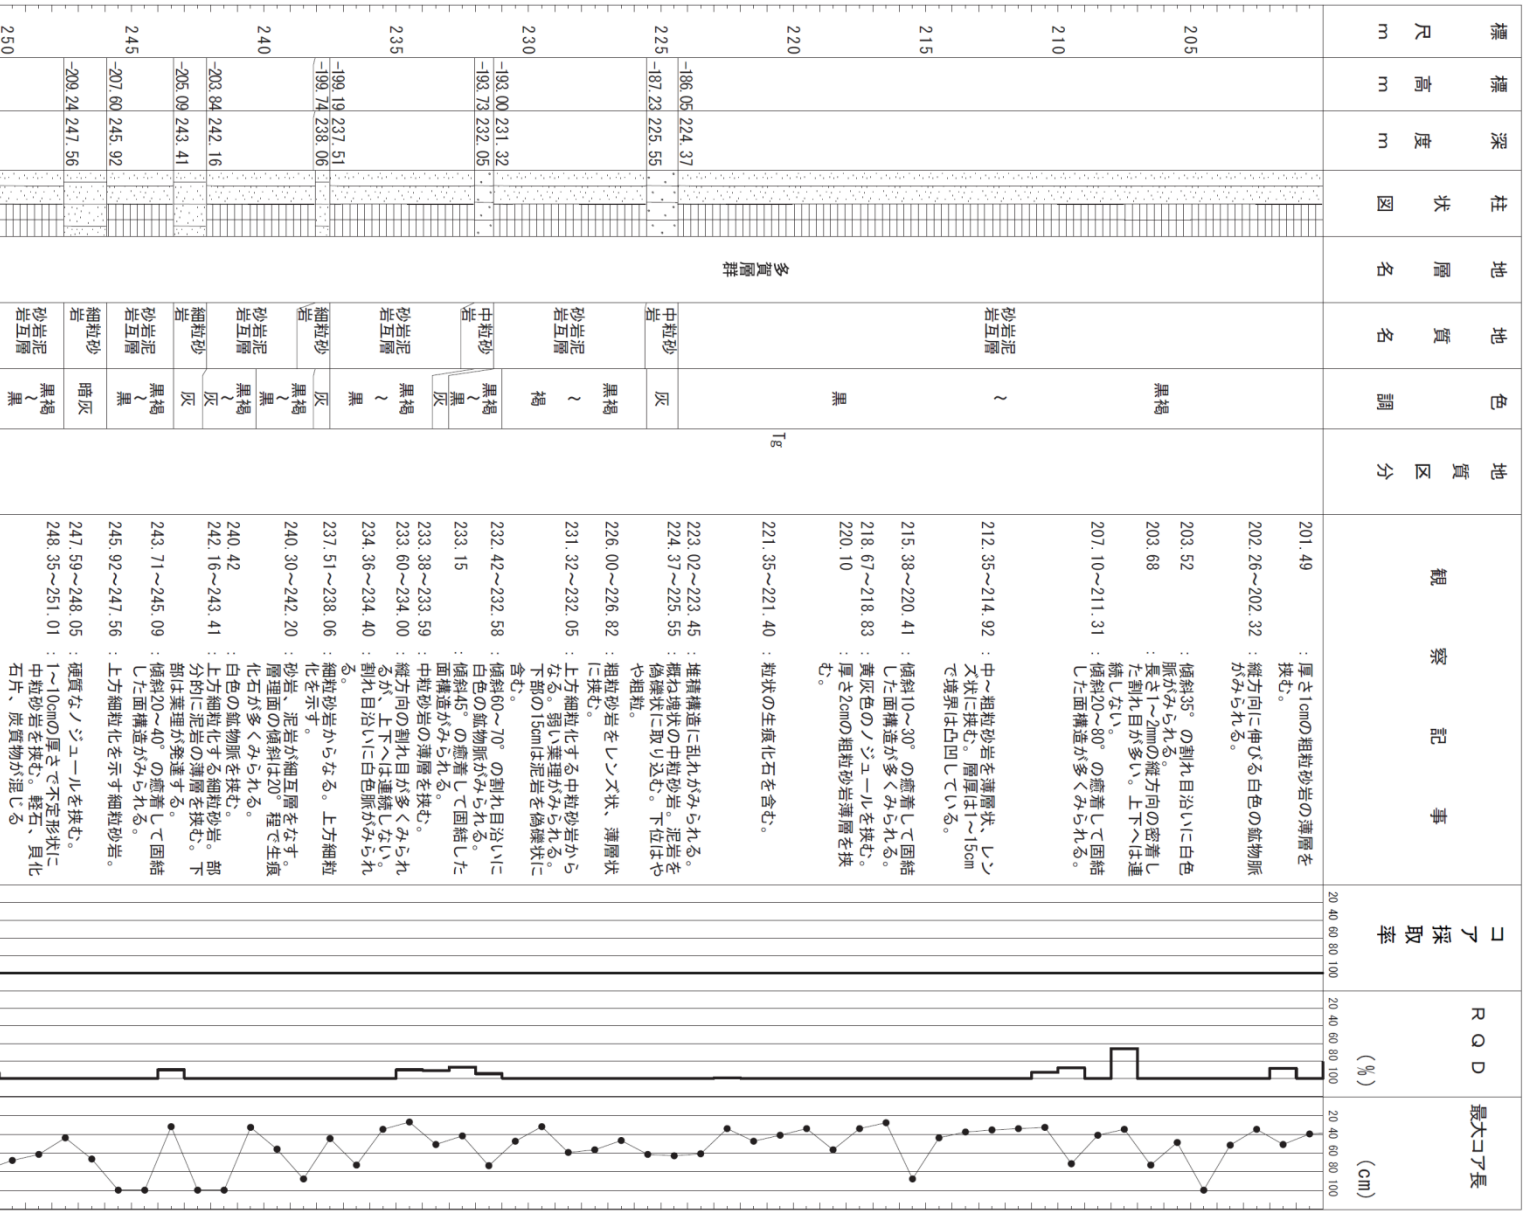 標尺 m
標高 m
深度 m
柱状図
地層名
地質名
色調
地質区分
観察記事
コア採取率
RQD (%)
最大コア長 (cm)
20 40 60 80 100
20 40 60 80 100
20 40 60 80 100
205
210
215
220
225
230
235
240
245
250
-186.05 224.37
-187.23 225.55
-193.00 231.32
-193.73 232.05
-199.19 237.51
-199.74 238.06
-203.84 242.16
-205.09 243.41
-207.60 245.92
-209.24 247.56
多賀層群
砂岩泥岩互層
中粒砂岩
砂岩泥岩互層
中粒砂岩
砂岩泥岩互層
細粒砂岩
砂岩泥岩互層
細粒砂岩
砂岩泥岩互層
細粒砂岩
砂岩泥岩互層
黒褐～黒
灰
黒褐～褐
黒褐～黒
灰
黒褐～黒
灰
黒褐～黒
黒褐～灰
灰
黒褐～黒
暗灰
黒褐～黒
Tg
201.49 : 厚さ1cmの粗粒砂岩の薄層を
挟む。
202.26～202.32 : 縦方向に伸びる白色の鉱物脈
がみられる。
203.52 : 傾斜35°の割れ目沿いに白色
脈がみられる。
203.68 : 長さ1～2mmの縦方向の密着し
た割れ目が多い。上下へは連
続しない。
207.10～211.31 : 傾斜20～80°の癒着して固結
した面構造が多くみられる。
212.35～214.92 : 中～粗粒砂岩を薄層状、レン
ズ状に挟む。層厚は1～15cm
で境界は凸凹している。
215.38～220.41 : 傾斜10～30°の癒着して固結
した面構造が多くみられる。
218.67～218.83 : 黄灰色のノジュールを挟む。
220.10 : 厚さ2cmの粗粒砂岩薄層を挟
む。
221.35～221.40 : 粒状の生痕化石を含む。
223.02～223.45 : 堆積構造に乱れがみられる。
224.37～225.55 : 概ね塊状の中粒砂岩。泥岩を
偽礫状に取り込む。下位はや
や粗粒。
226.00～226.82 : 粗粒砂岩をレンズ状、薄層状
に挟む。
231.32～232.05 : 上方細粒化する中粒砂岩から
なる。弱い葉理がみられる。
下部の15cmは泥岩を偽礫状に
含む。
232.42～232.58 : 傾斜60～70°の割れ目沿いに
白色の鉱物脈がみられる。
233.15 : 傾斜45°の癒着して固結した
面構造がみられる。
233.38～233.59 : 中粒砂岩の薄層を挟む。
233.60～234.00 : 縦方向の割れ目が多くみられ
るが、上下へは連続しない。
234.36～234.40 : 割れ目沿いに白色脈がみられ
る。
237.51～238.06 : 細粒砂岩からなる。上方細粒
化を示す。
240.30～242.20 : 砂岩、泥岩が細互層をなす。
層理面の傾斜は20°程で生痕
化石が多くみられる。
240.42 : 白色の鉱物脈を挟む。
242.16～243.41 : 上方細粒化する細粒砂岩。部
分的に泥岩の薄層を挟む。下
部は葉理が発達する。
243.71～245.09 : 傾斜20～40°の癒着して固結
した面構造がみられる。
245.92～247.56 : 上方細粒化を示す細粒砂岩。
247.59～248.05 : 硬質なノジュールを挟む。
248.35～251.01 : 1～10cmの厚さで不定形状に
中粒砂岩を挟む。軽石、貝化
石片、炭質物が混じる